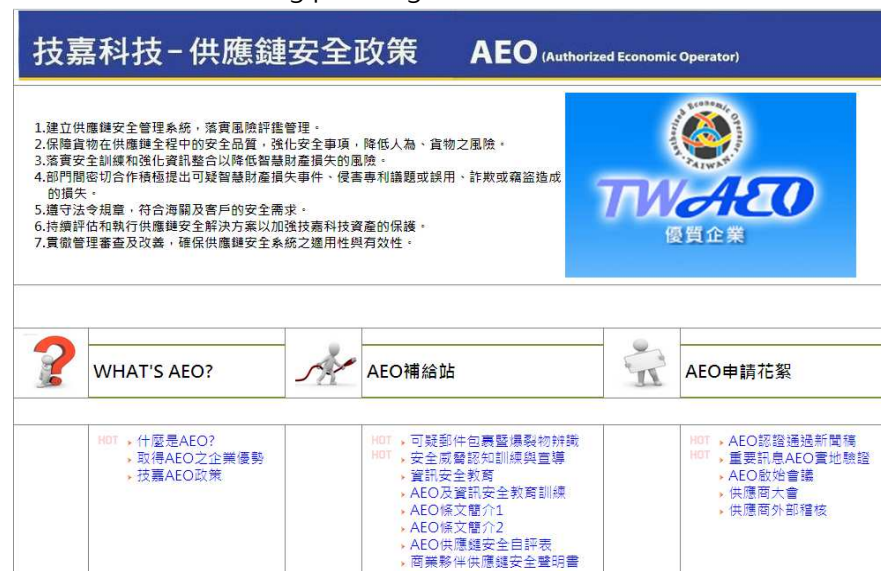 技嘉科技-供應鏈安全政策 AEO (Authorized Economic Operator)
1.建立供應鏈安全管理系統,落實風險評鑑管理。
2.保障貨物在供應鏈全程中的安全品質,強化安全事項,降低人為、貨物之風險。
3.落實安全訓練和強化資訊整合以降低智慧財產損失的風險。
4.部門間密切合作積極提出可疑智慧財產損失事件、侵害專利議題或誤用、詐欺或竊盜造成
的損失。
5.遵守法令規章,符合海關及客戶的安全需求。
6.持續評估和執行供應鏈安全解決方案以加強技嘉科技資產的保護。
7.貫徹管理審查及改善,確保供應鏈安全系統之適用性與有效性。
Authorized Economic Operator
TAIWAN
TWAEO
優質企業
WHAT'S AEO?
AEO補給站
AEO申請花絮
HOT 什麼是AEO?
取得AEO之企業優勢
技嘉AEO政策
HOT 可疑郵件包裹暨爆裂物辨識
HOT 安全威脅認知訓練與宣導
資訊安全教育
AEO及資訊安全教育訓練
AEO條文簡介1
AEO條文簡介2
AEO供應鏈安全自評表
商業夥伴供應鏈安全聲明書
HOT AEO認證通過新聞稿
HOT 重要訊息AEO實地驗證
AEO啟始會議
供應商大會
供應商外部稽核